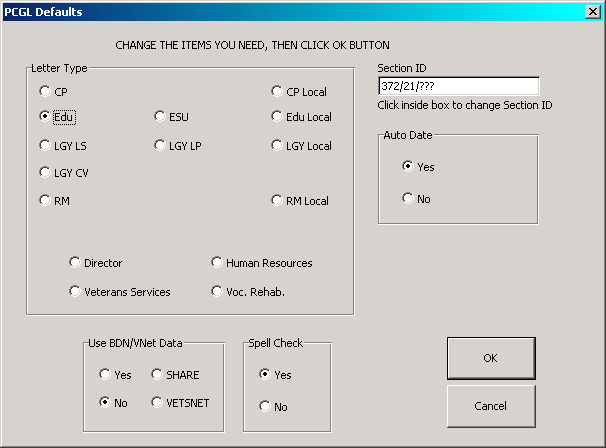 PCGL Defaults
CHANGE THE ITEMS YOU NEED, THEN CLICK OK BUTTON
Letter Type
CP
CP Local
Edu
ESU
Edu Local
LGY LS
LGY LP
LGY Local
LGY CV
RM
RM Local
Director
Human Resources
Veterans Services
Voc. Rehab.
Section ID
372/21/???
Click inside box to change Section ID
Auto Date
Yes
No
Use BDN/VNet Data
Yes
SHARE
No
VETSNET
Spell Check
Yes
No
OK
Cancel